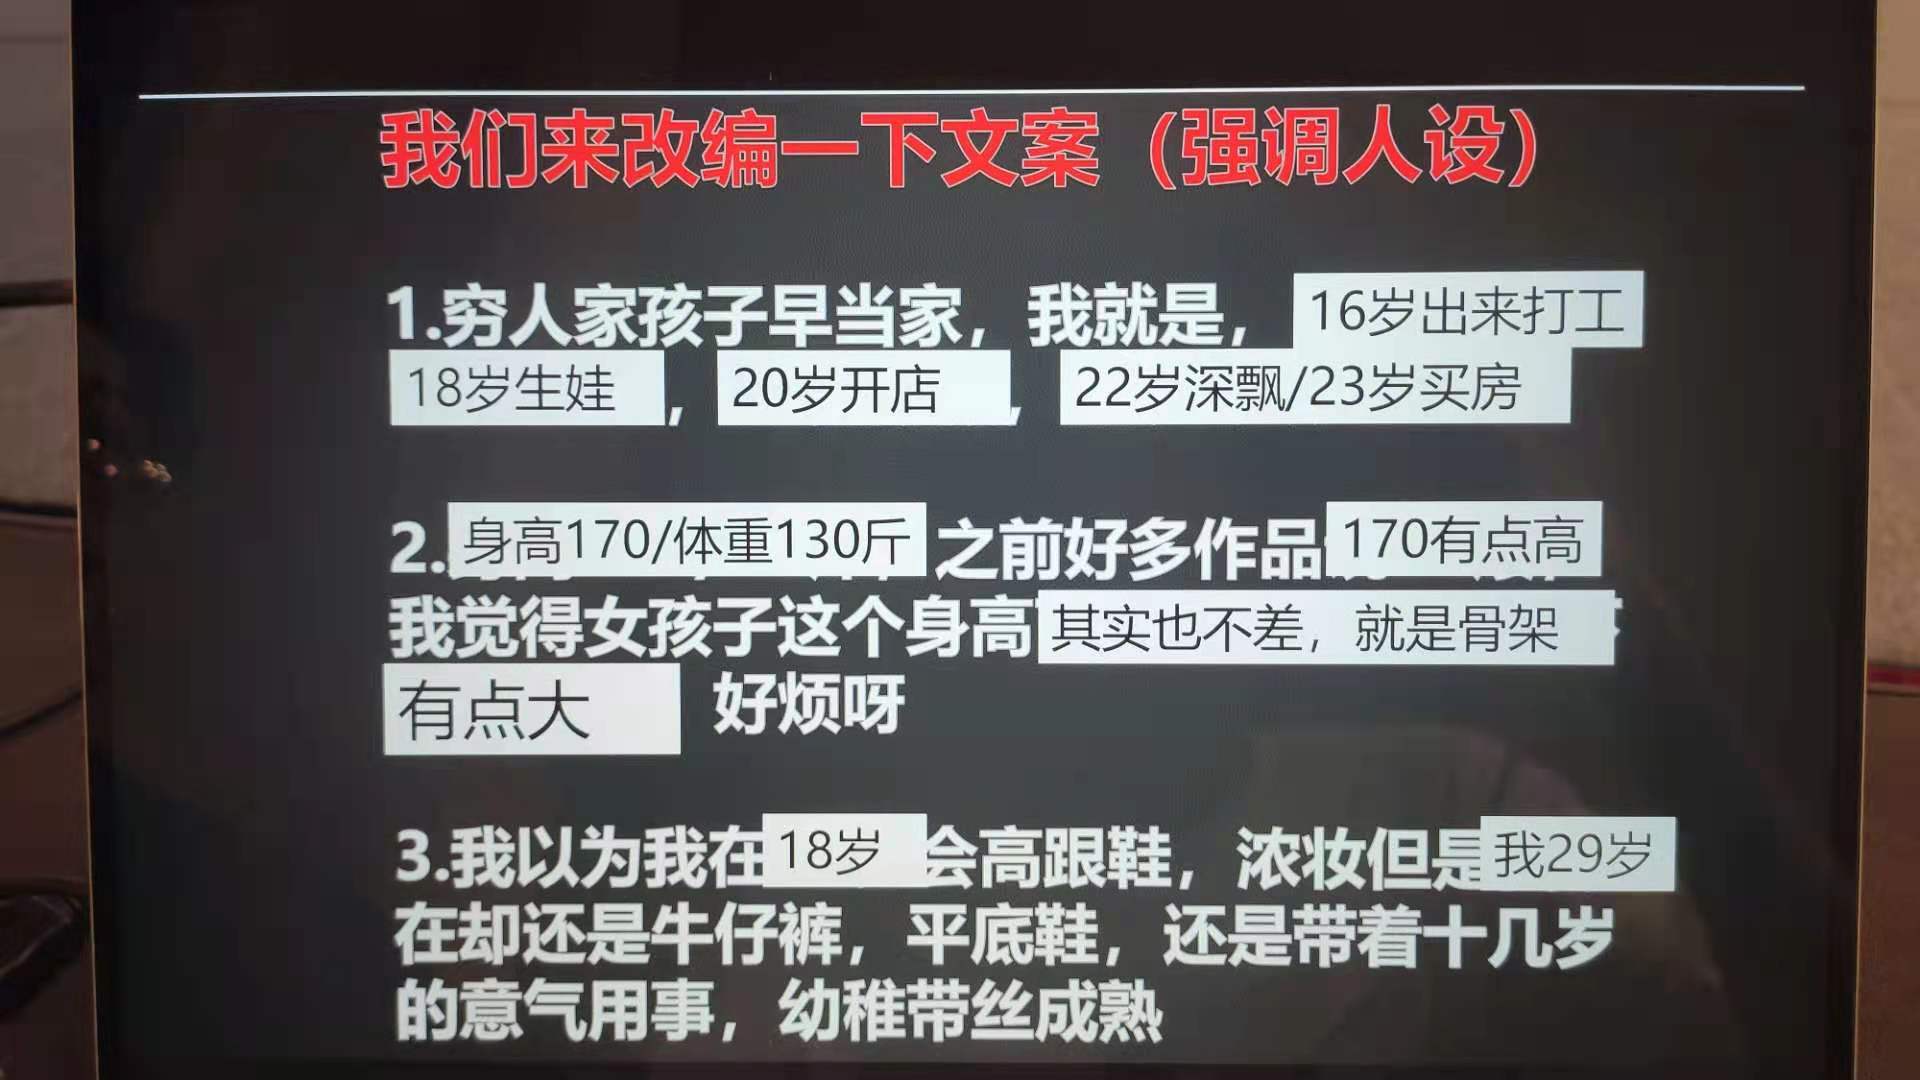 我们来改编一下文案（强调人设）
1.穷人家孩子早当家，我就是，16岁出来打工
18岁生娃，20岁开店，22岁深飘/23岁买房
2.身高170/体重130斤 之前好多作品 170有点高
我觉得女孩子这个身高 其实也不差，就是骨架
有点大 好烦呀
3.我以为我在18岁 会高跟鞋，浓妆但是我29岁
在却还是牛仔裤，平底鞋，还是带着十几岁
的意气用事，幼稚带丝成熟